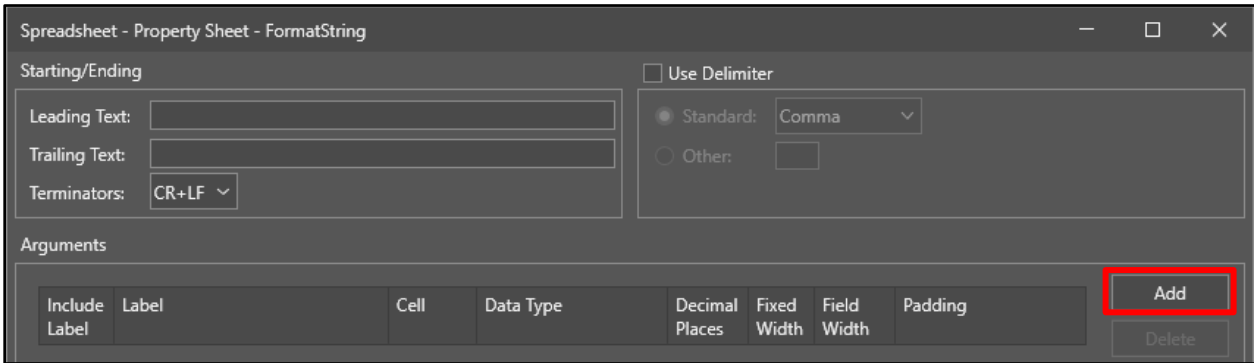 Spreadsheet - Property Sheet - FormatString
Starting/Ending
Use Delimiter
Leading Text:
Standard: Comma
Trailing Text:
Other:
Terminators: CR+LF
Arguments
Add
Include Label Label Cell Data Type Decimal Places Fixed Width Field Width Padding
Delete